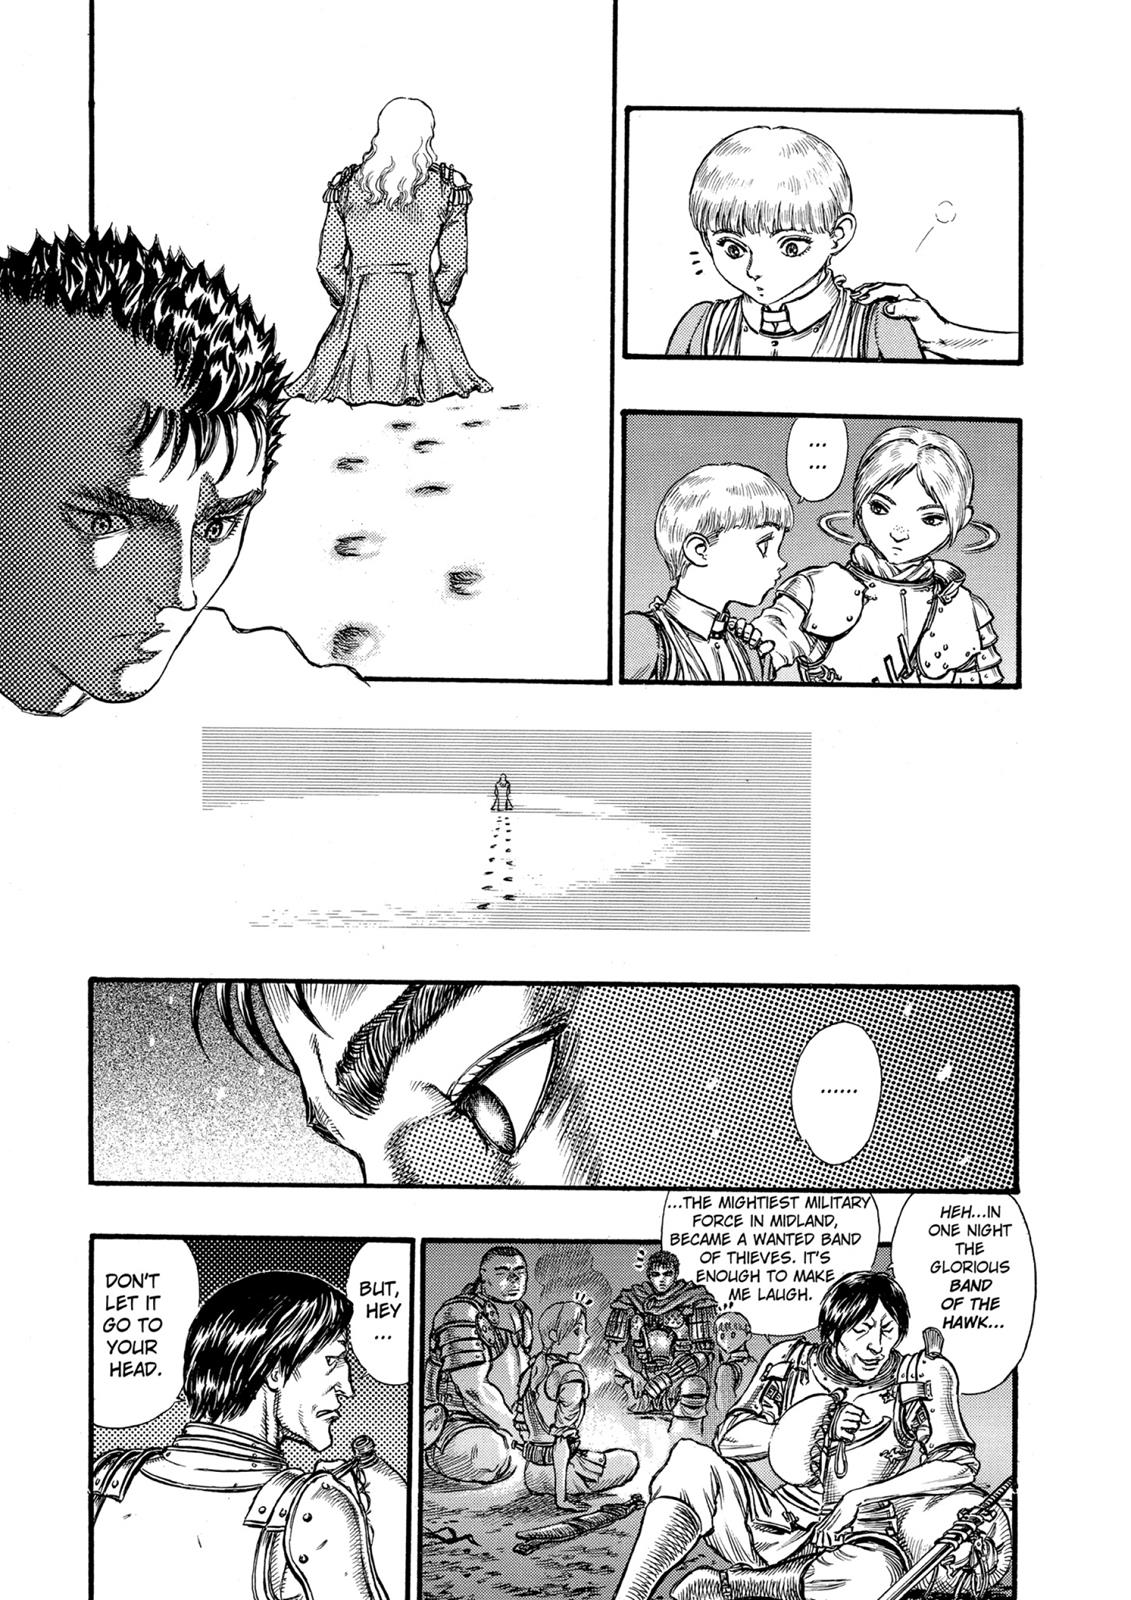 ...
...
......
HEH...IN
ONE NIGHT
THE
GLORIOUS
BAND
OF THE
HAWK...
...THE MIGHTIEST MILITARY
FORCE IN MIDLAND,
BECAME A WANTED BAND
OF THIEVES. IT'S
ENOUGH TO MAKE
ME LAUGH.
BUT,
HEY
...
DON'T
LET IT
GO TO
YOUR
HEAD.